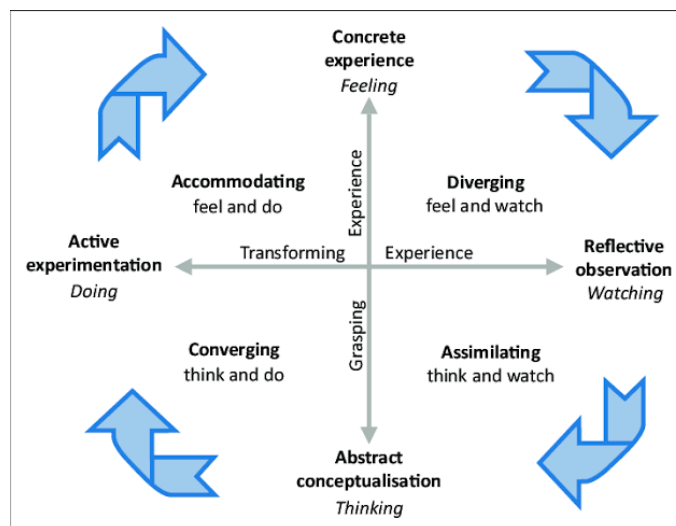 Concrete
experience
Feeling
Accommodating
feel and do
Experience
Diverging
feel and watch
Active
experimentation
Doing
Transforming
Experience
Reflective
observation
Watching
Converging
think and do
Grasping
Assimilating
think and watch
Abstract
conceptualisation
Thinking